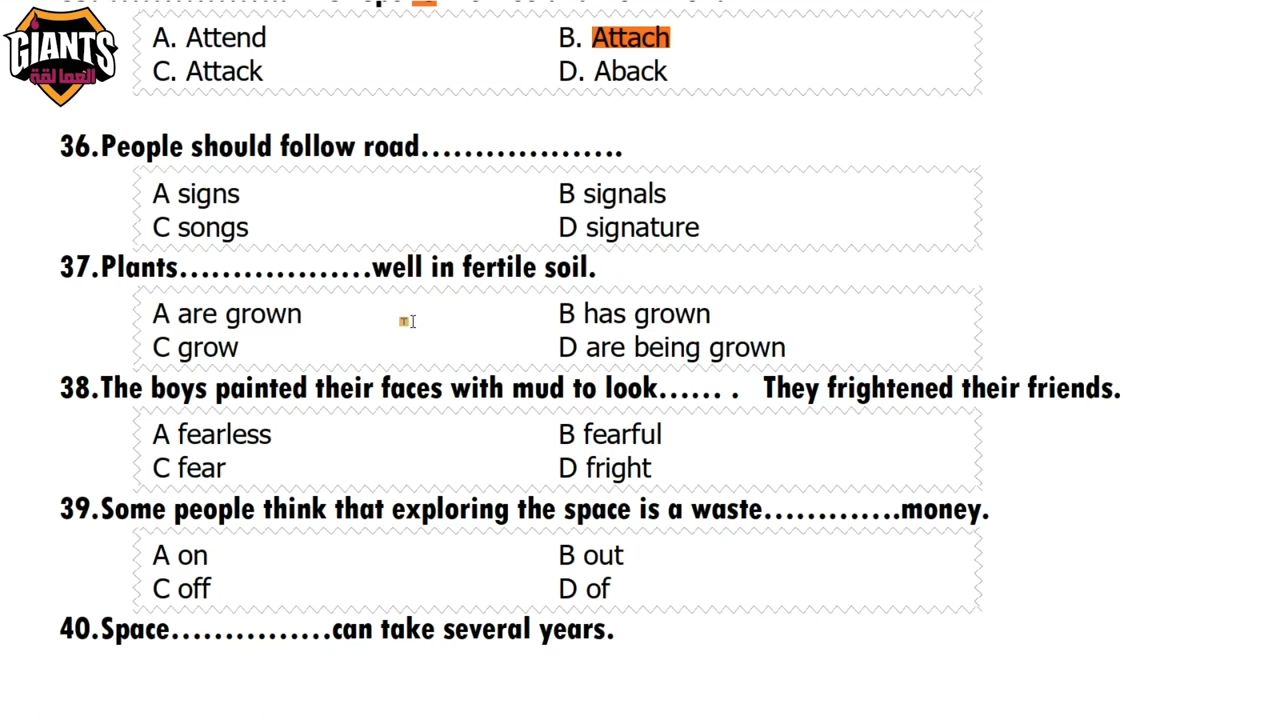 A. Attend B. Attach
GIANTS
العمالقة
C. Attack D. Aback
36.People should follow road...................
A signs B signals
C songs D signature
37.Plants..................well in fertile soil.
A are grown B has grown
C grow D are being grown
38.The boys painted their faces with mud to look...... . They frightened their friends.
A fearless B fearful
C fear D fright
39.Some people think that exploring the space is a waste.............money.
A on B out
C off D of
40.Space...............can take several years.